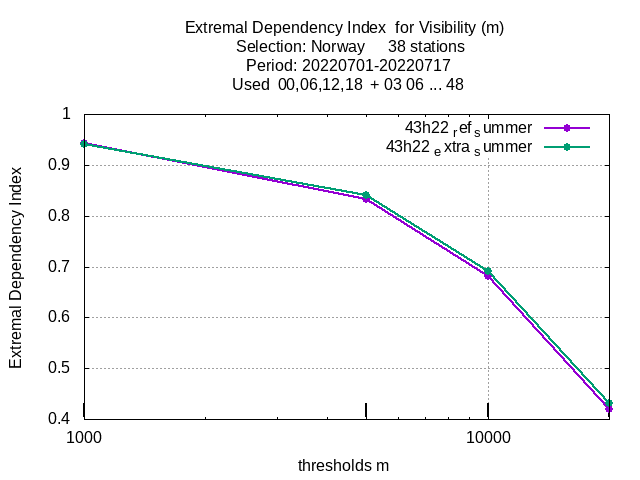 Extremal Dependency Index  for Visibility (m)
Selection: Norway     38 stations
Period: 20220701-20220717
Used  00,06,12,18  + 03 06 ... 48
43h22 ref summer
43h22 extra summer
Extremal Dependency Index
1
0.9
0.8
0.7
0.6
0.5
0.4
1000
10000
thresholds m